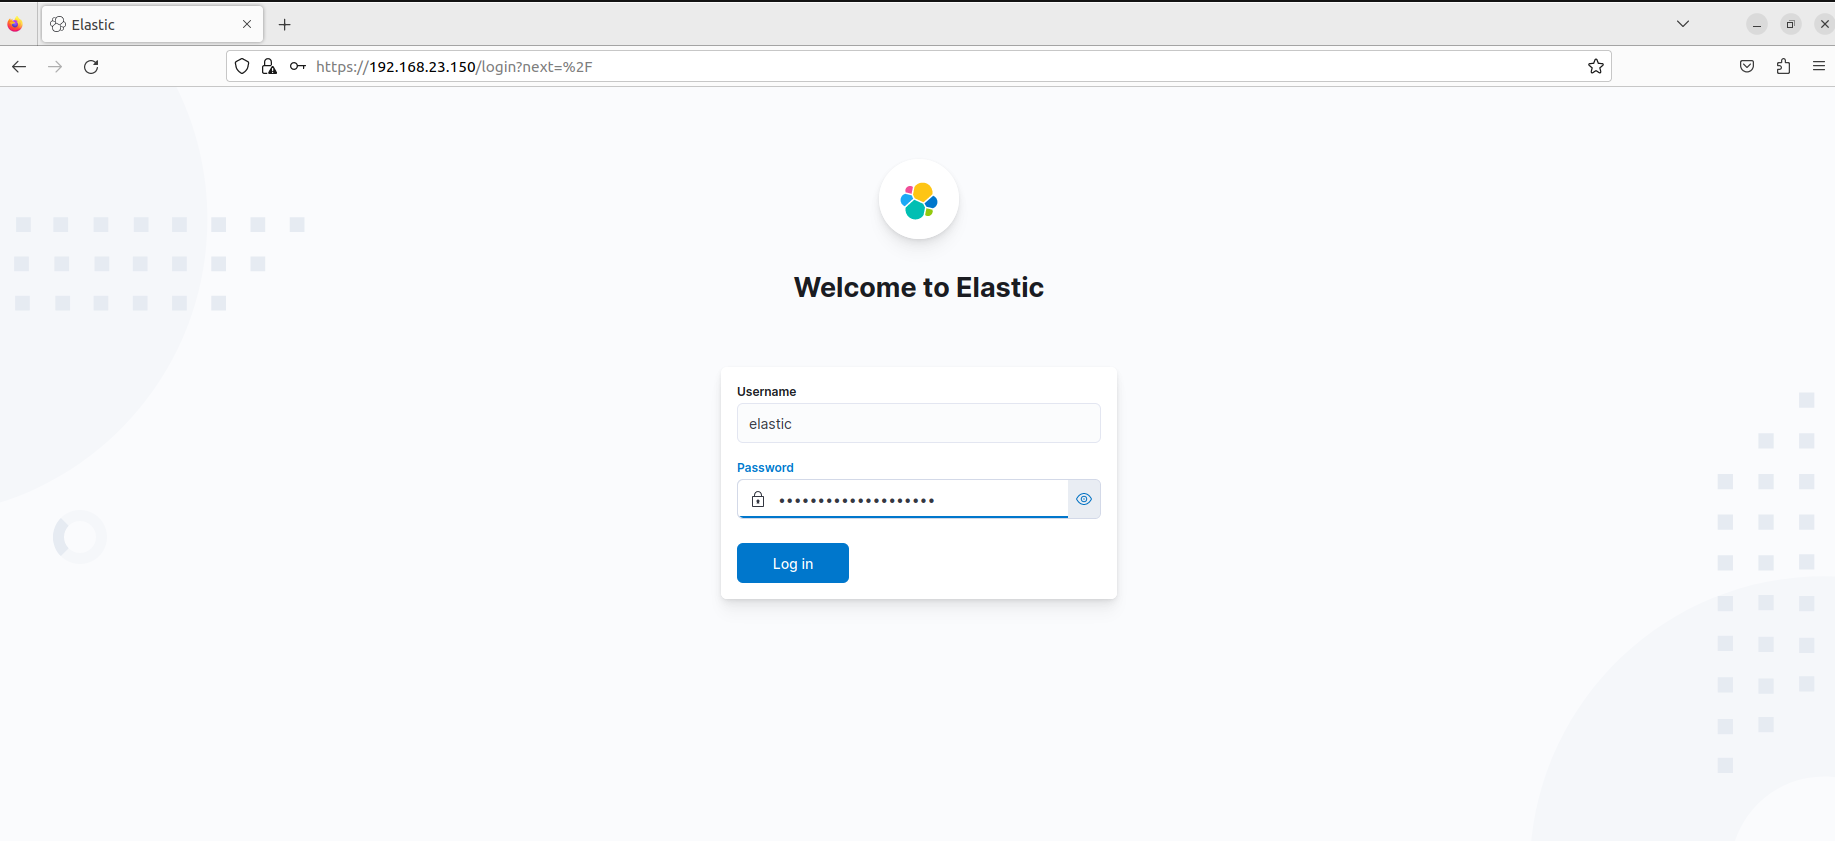 Elastic
https://192.168.23.150/login?next=%2F
Welcome to Elastic
Username
elastic
Password
••••••••••••••••••••
Log in